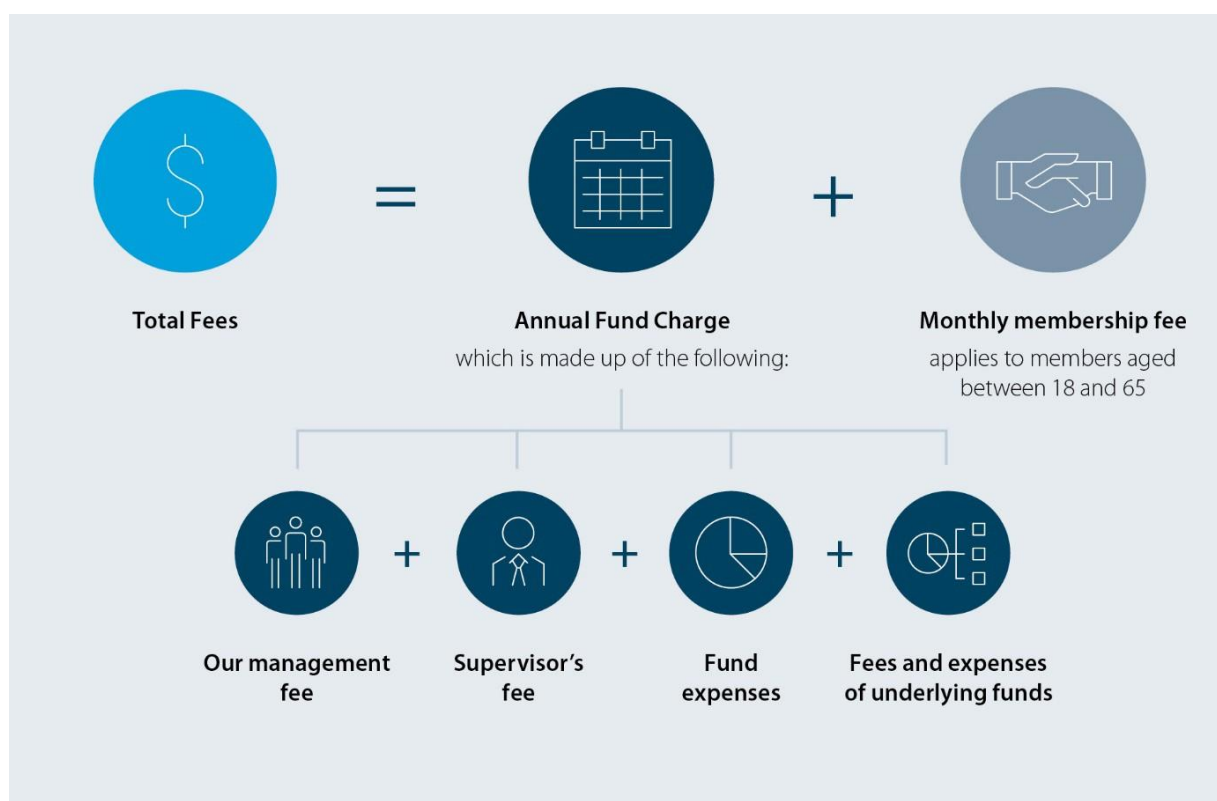 $
=
+
Total Fees
Annual Fund Charge
which is made up of the following:
Monthly membership fee
applies to members aged
between 18 and 65
+
+
+
Our management
fee
Supervisor's
fee
Fund
expenses
Fees and expenses
of underlying funds